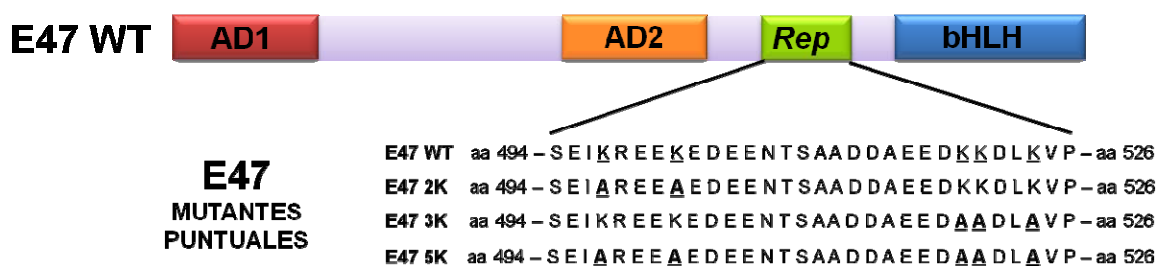 E47 WT AD1 AD2 Rep bHLH
E47 WT aa 494 – S E I K R E E K E D E E N T S A A D D A E E D K K D L K V P – aa 526
E47 2K aa 494 – S E I A R E E A E D E E N T S A A D D A E E D K K D L K V P – aa 526
E47 3K aa 494 – S E I K R E E K E D E E N T S A A D D A E E D A A D L A V P – aa 526
E47 5K aa 494 – S E I A R E E A E D E E N T S A A D D A E E D A A D L A V P – aa 526
E47
MUTANTES
PUNTUALES